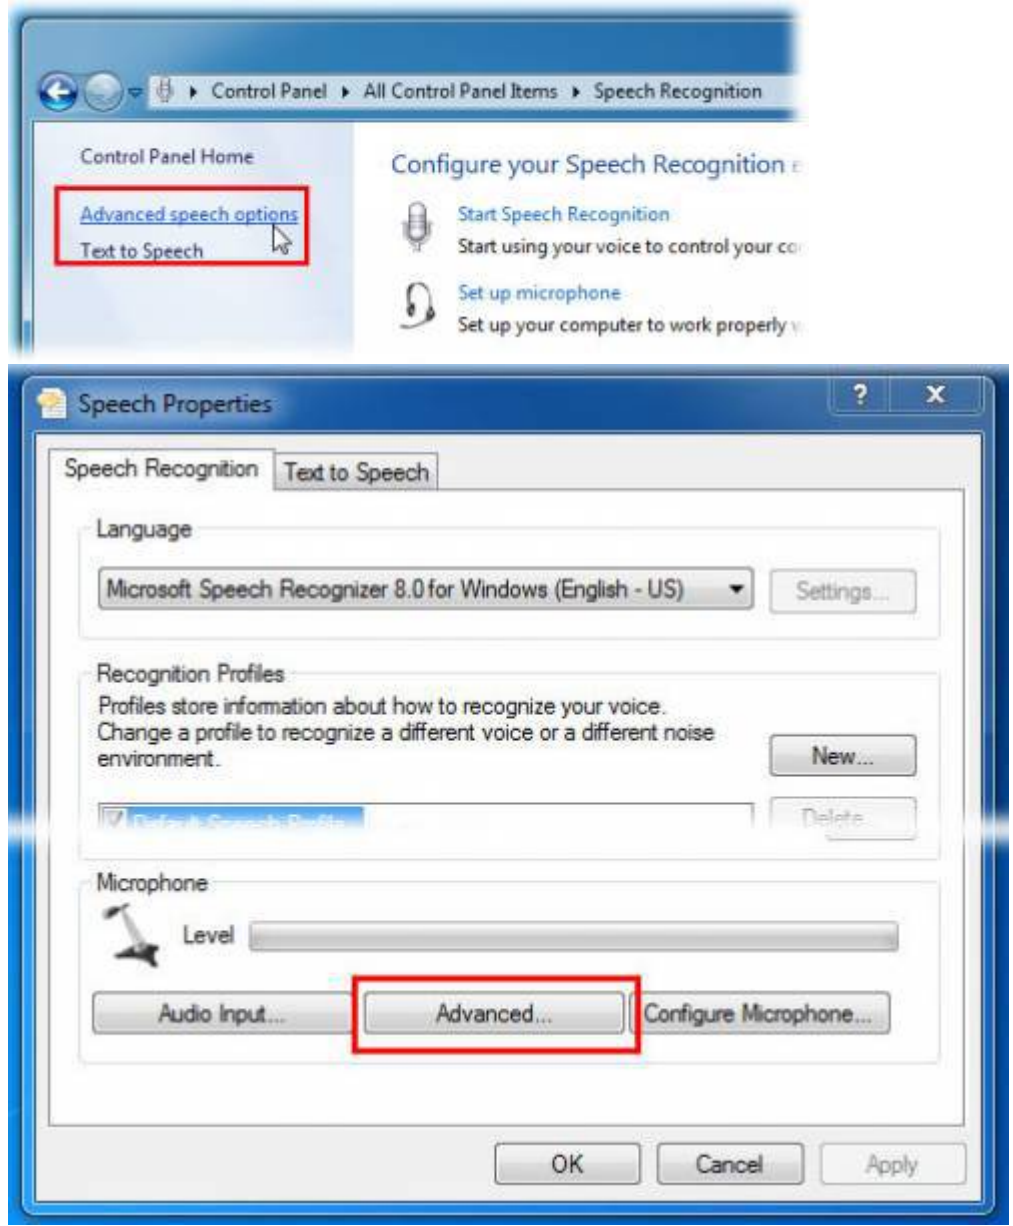 Control Panel ▸ All Control Panel Items ▸ Speech Recognition
Control Panel Home
Advanced speech options
Text to Speech
Configure your Speech Recognition
Start Speech Recognition
Start using your voice to control your
Set up microphone
Set up your computer to work properly
Speech Properties
? X
Speech Recognition Text to Speech
Language
Microsoft Speech Recognizer 8.0 for Windows (English - US)
Settings...
Recognition Profiles
Profiles store information about how to recognize your voice.
Change a profile to recognize a different voice or a different noise
environment.
New...
Default Speech Profile
Delete...
Microphone
Level
Audio Input... Advanced... Configure Microphone...
OK Cancel Apply